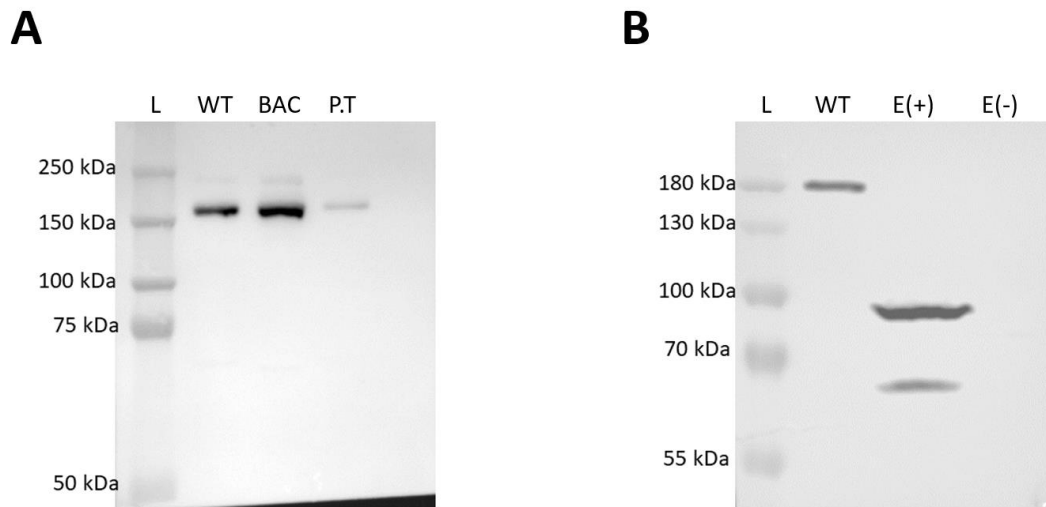 A
L WT BAC P.T
250 kDa
150 kDa
100 kDa
75 kDa
50 kDa
B
L WT E(+) E(-)
180 kDa
130 kDa
100 kDa
70 kDa
55 kDa